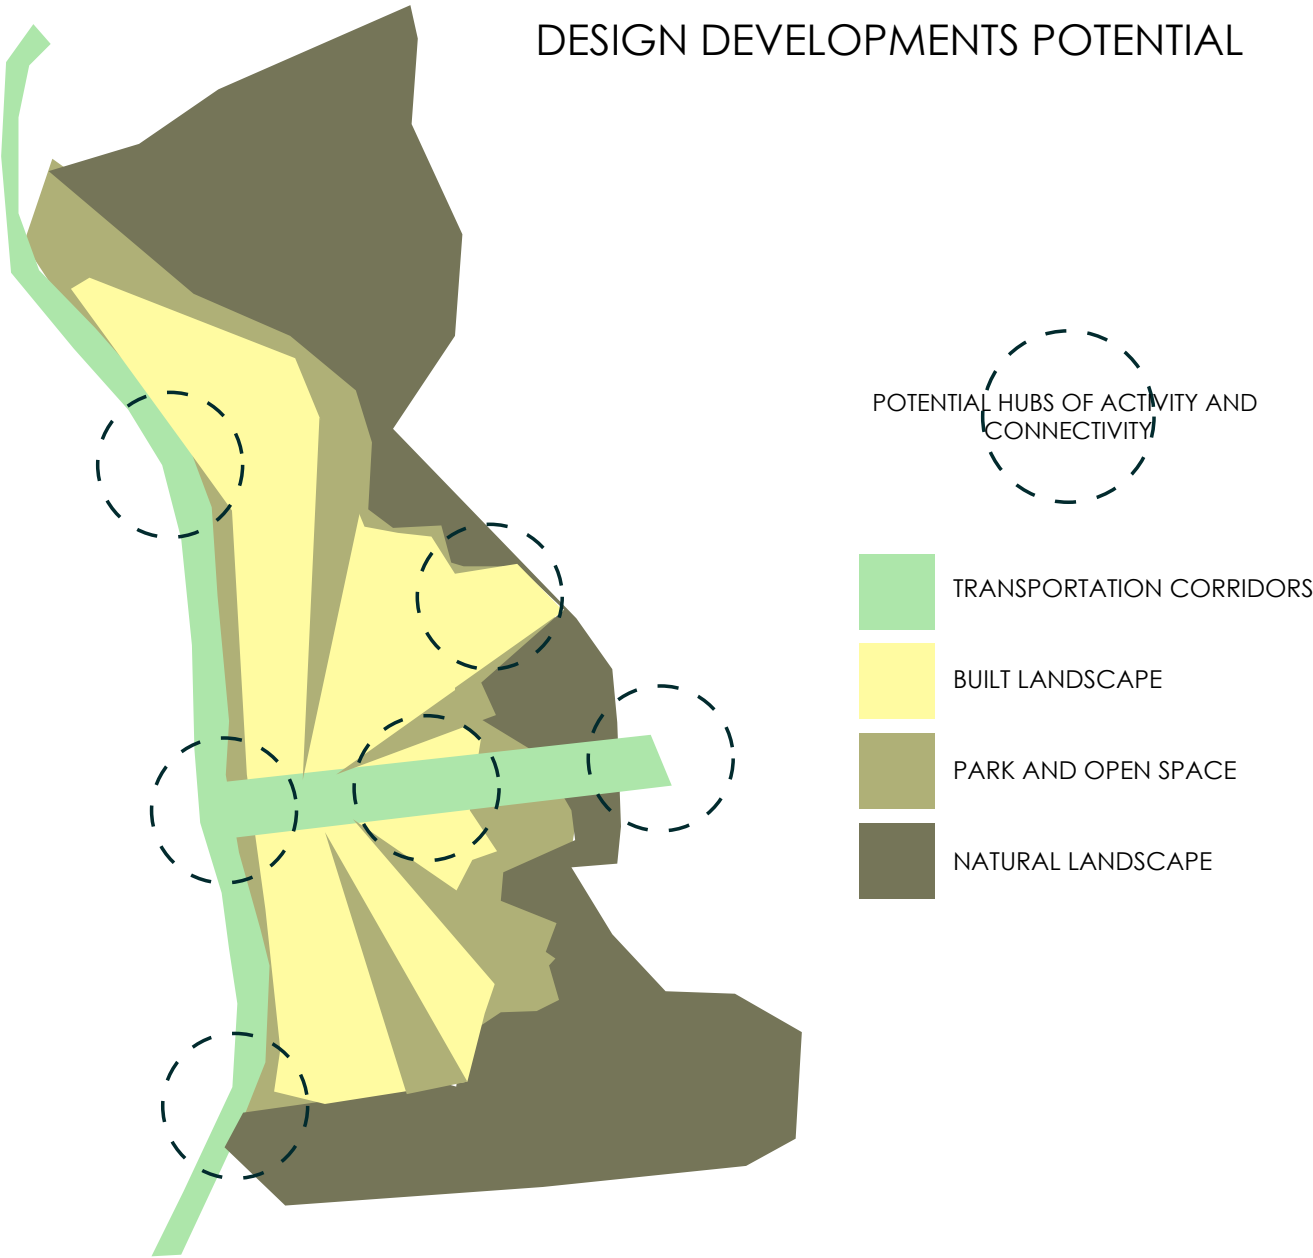 DESIGN DEVELOPMENTS POTENTIAL
POTENTIAL HUBS OF ACTIVITY AND
CONNECTIVITY
TRANSPORTATION CORRIDORS
BUILT LANDSCAPE
PARK AND OPEN SPACE
NATURAL LANDSCAPE